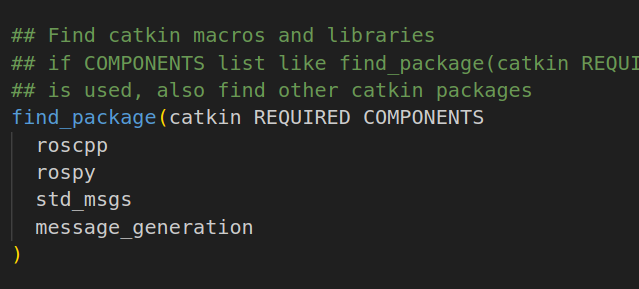 ## Find catkin macros and libraries
## if COMPONENTS list like find_package(catkin REQUI
## is used, also find other catkin packages
find_package(catkin REQUIRED COMPONENTS
  roscpp
  rospy
  std_msgs
  message_generation
)